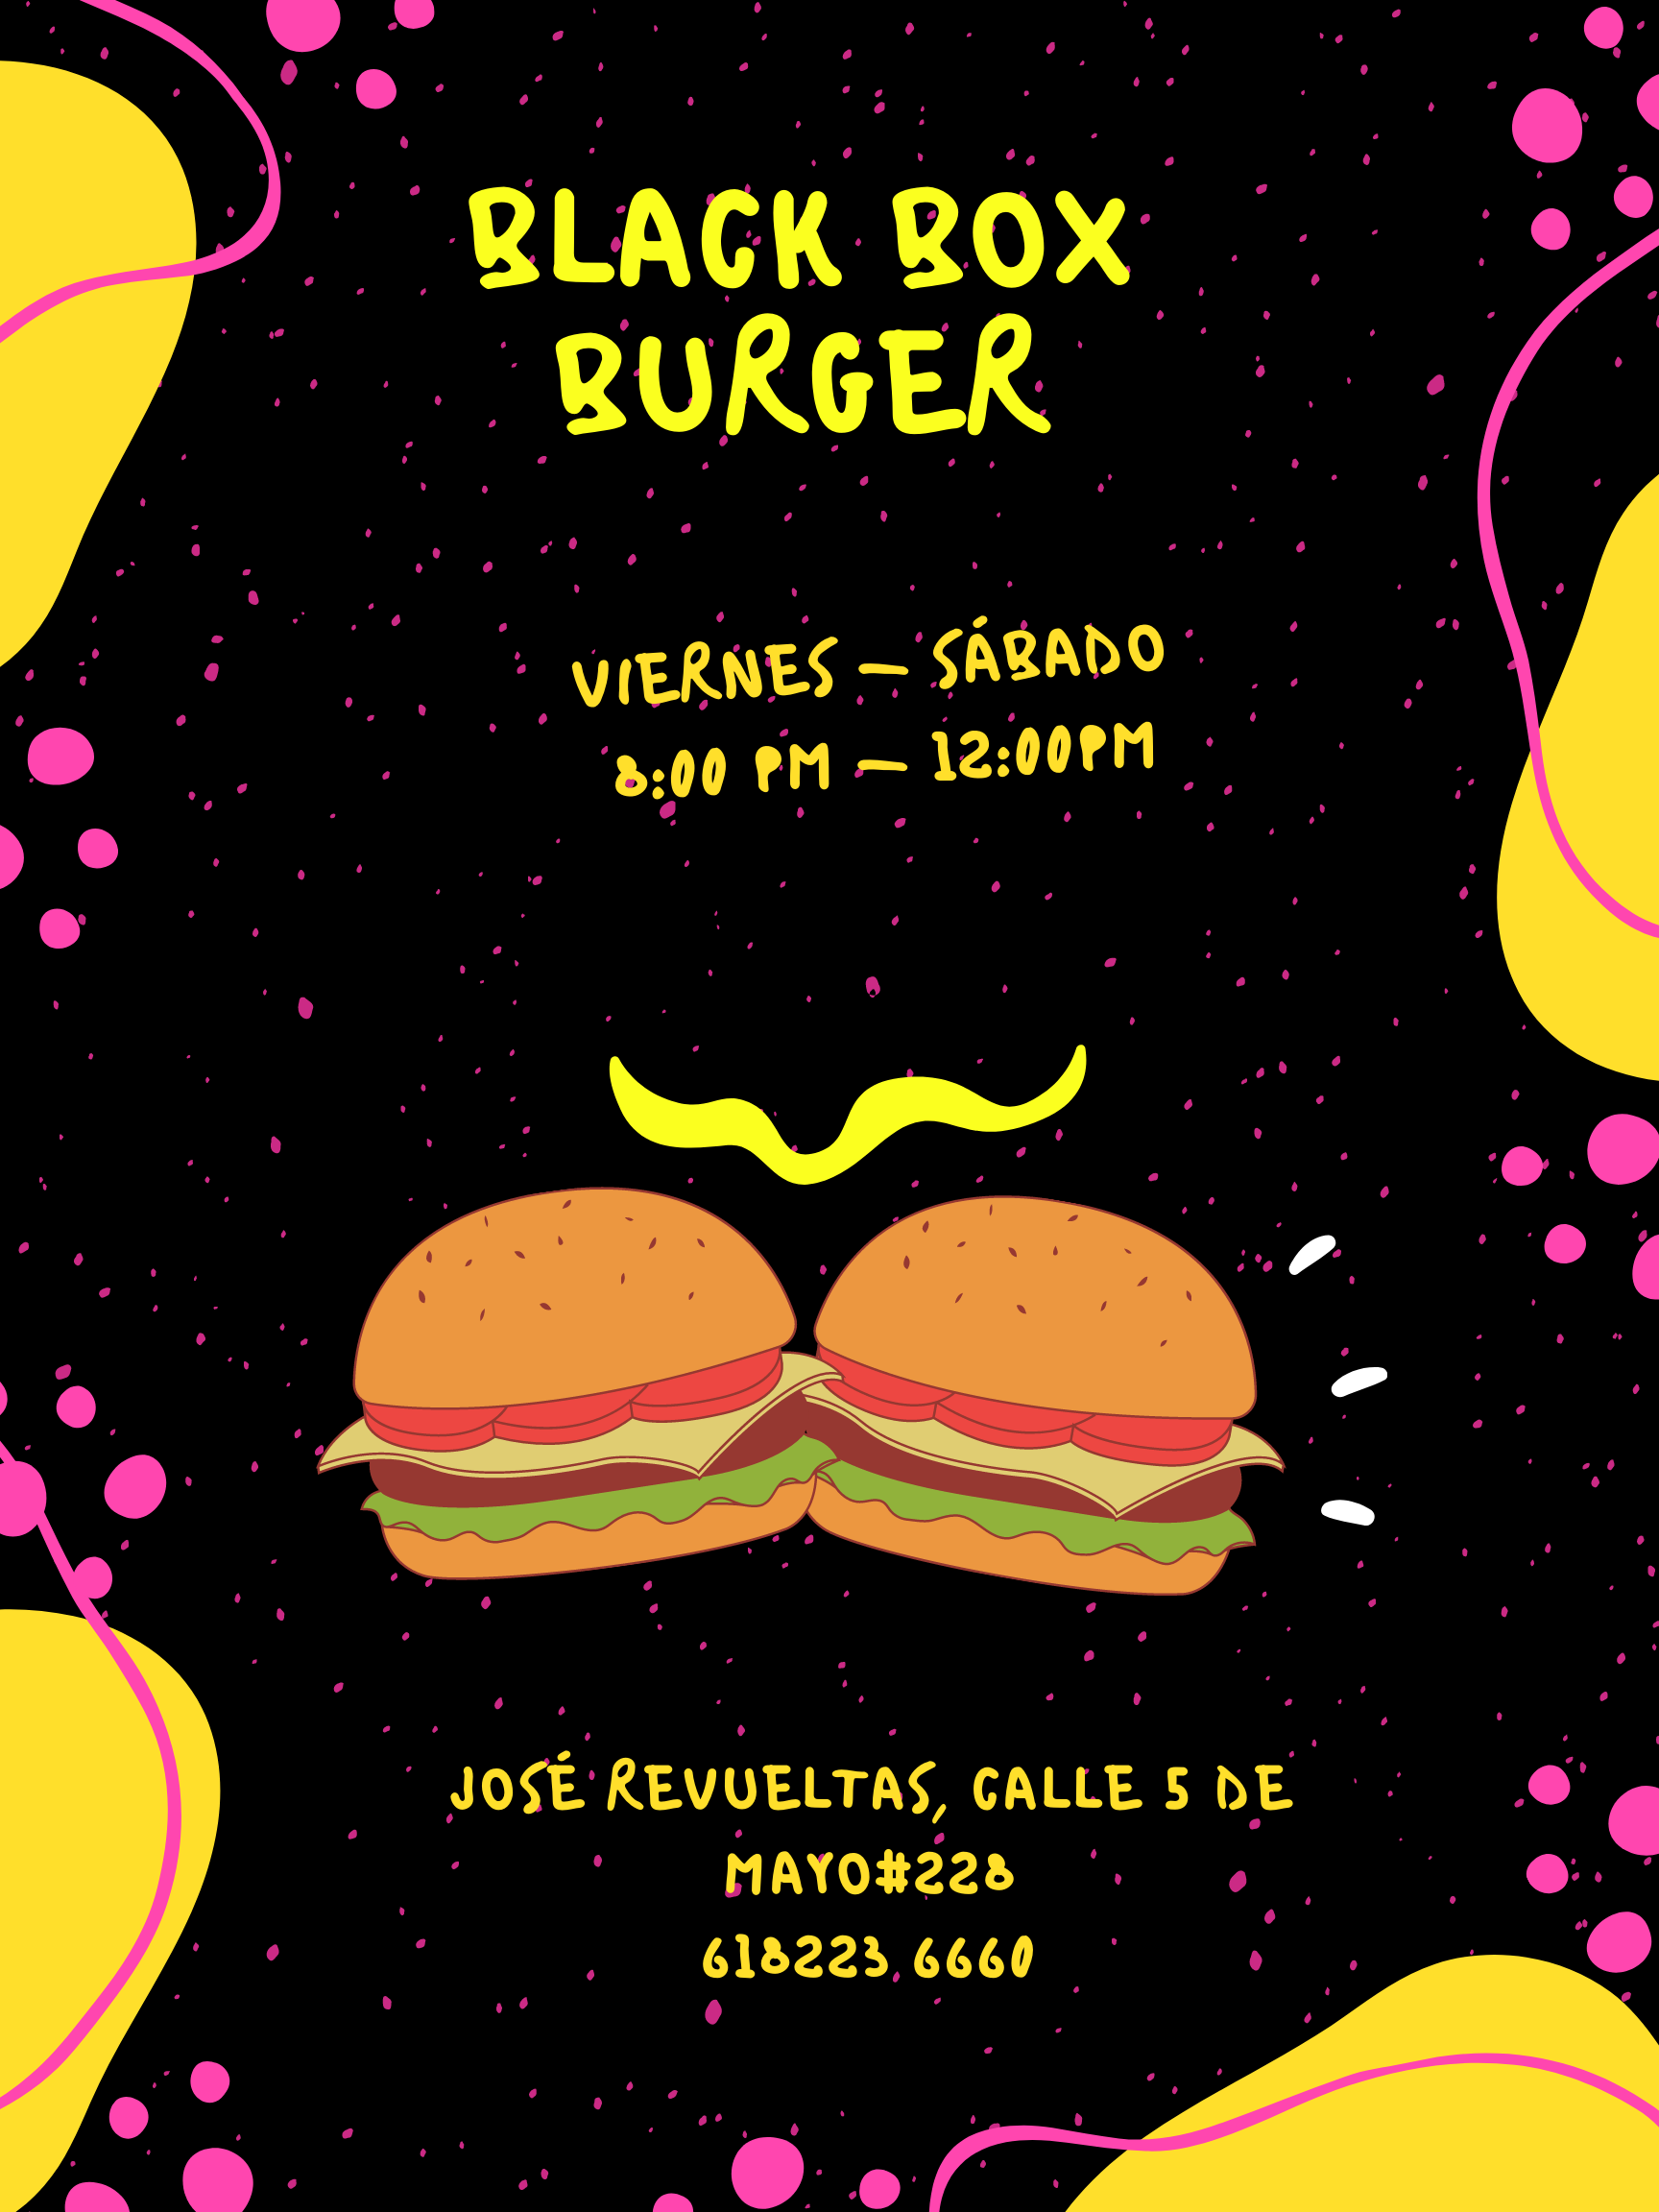 BLACK BOX
BURGER
VIERNES — SÁBADO
8:00 PM — 12:00PM
JOSÉ REVUELTAS, CALLE 5 DE
MAYO#228
618223 6660